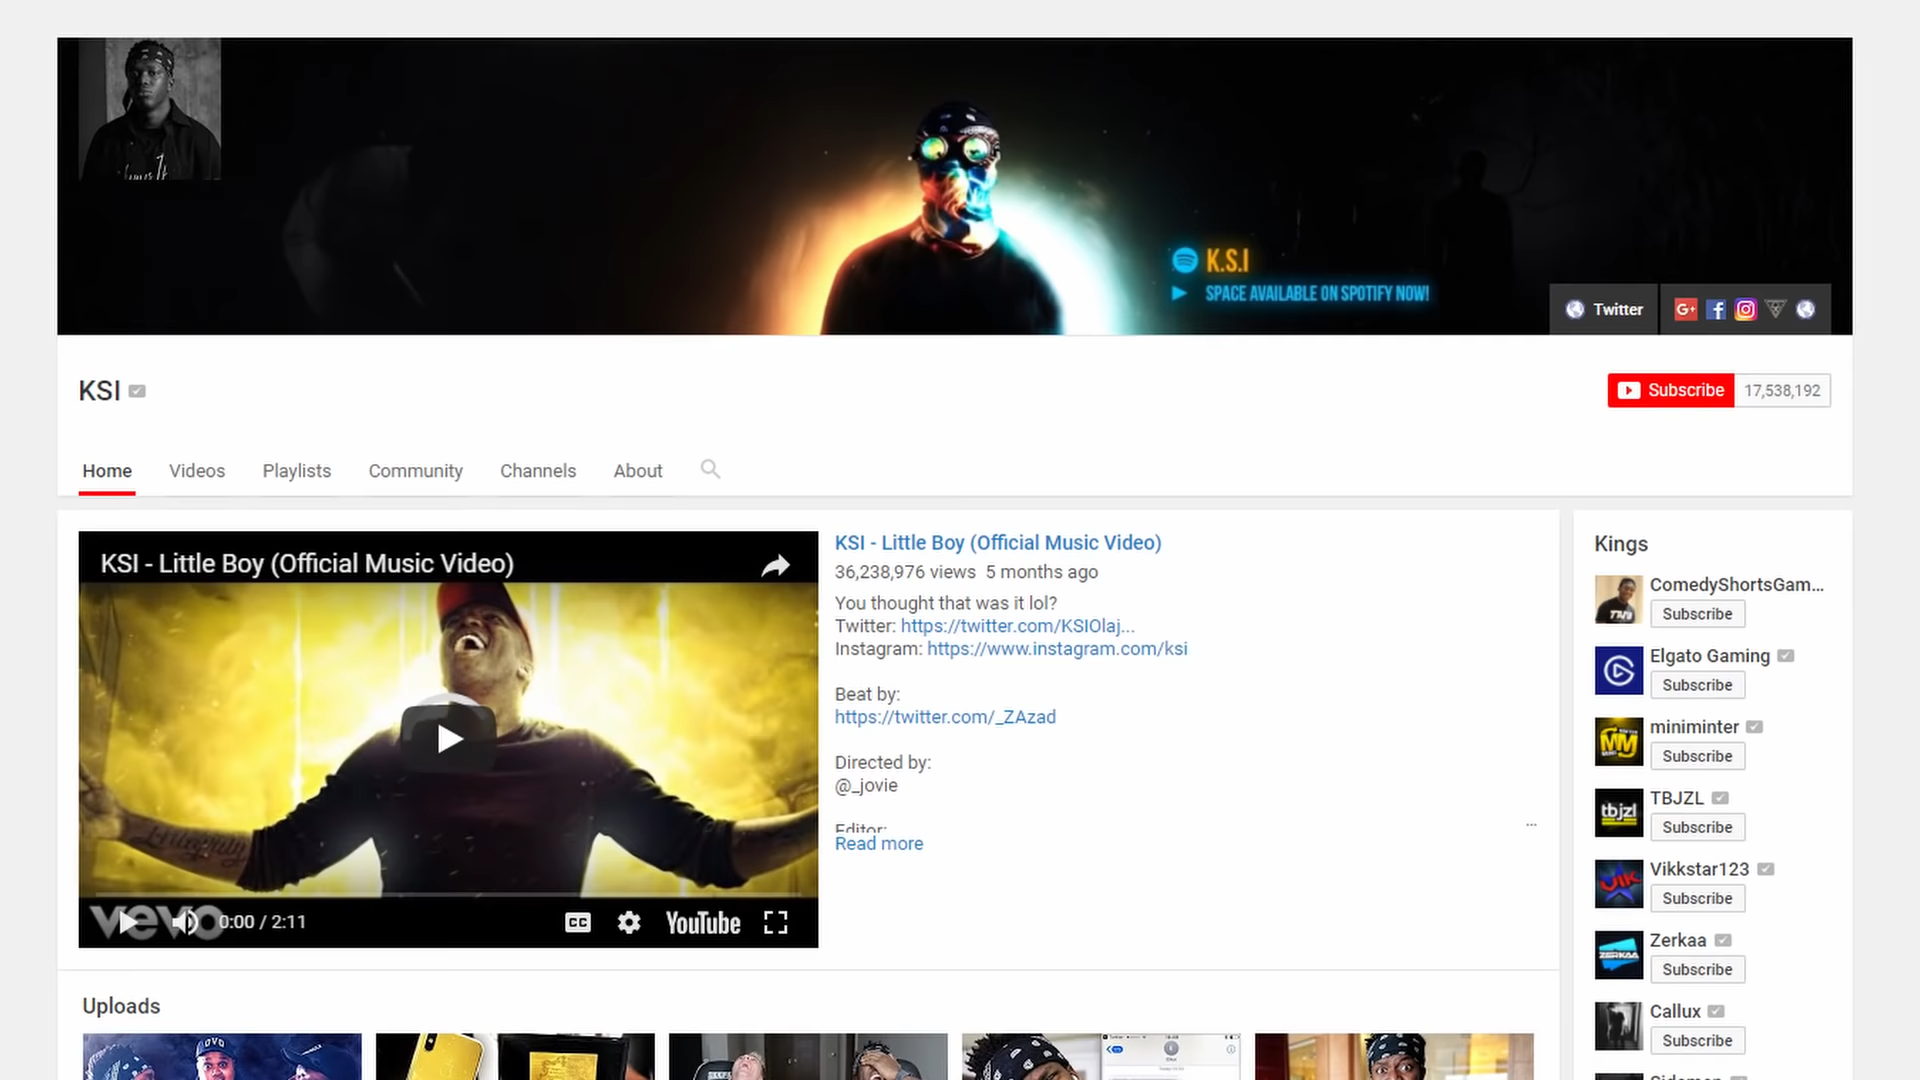 K.S.I
SPACE AVAILABLE ON SPOTIFY NOW!
Twitter
KSI
Subscribe 17,538,192
Home Videos Playlists Community Channels About
KSI - Little Boy (Official Music Video)
vevo
0:00 / 2:11
CC
YouTube
KSI - Little Boy (Official Music Video)
36,238,976 views 5 months ago
You thought that was it lol?
Twitter: https://twitter.com/KSIOlaj...
Instagram: https://www.instagram.com/ksi
Beat by:
https://twitter.com/_ZAzad
Directed by:
@_jovie
Editor:
...
Read more
Uploads
Kings
ComedyShortsGam...
Subscribe
Elgato Gaming
Subscribe
miniminter
Subscribe
TBJZL
Subscribe
Vikkstar123
Subscribe
Zerkaa
Subscribe
Callux
Subscribe